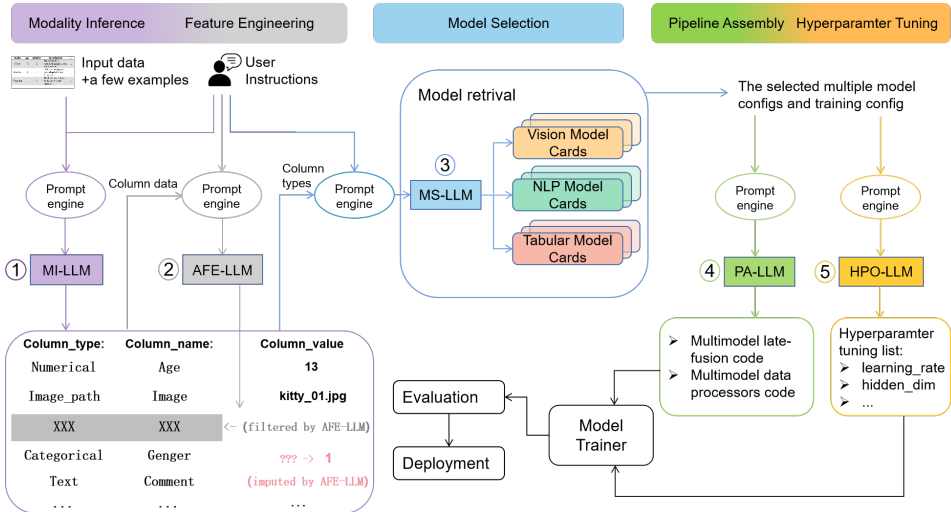 Modality Inference
Feature Engineering
Model Selection
Pipeline Assembly
Hyperparamter Tuning
Input data
+a few examples
User
Instructions
Model retrival
The selected multiple model
configs and training config
Vision Model
Cards
NLP Model
Cards
Tabular Model
Cards
3
MS-LLM
Column data
Column
types
Prompt
engine
Prompt
engine
Prompt
engine
Prompt
engine
Prompt
engine
1
MI-LLM
2
AFE-LLM
4
PA-LLM
5
HPO-LLM
Column_type:
Column_name:
Column_value
Numerical
Age
13
Image_path
Image
kitty_01.jpg
XXX
XXX
<- (filtered by AFE-LLM)
Categorical
Genger
??? -> 1
Text
Comment
(imputed by AFE-LLM)
...
...
...
Multimodel late-
fusion code
Multimodel data
processors code
Hyperparamter
tuning list:
learning_rate
hidden_dim
...
Evaluation
Deployment
Model
Trainer